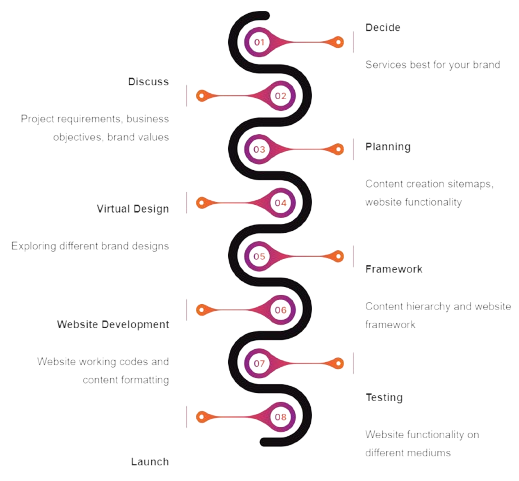 01
Decide
Services best for your brand
02
Discuss
Project requirements, business
objectives, brand values
03
Planning
Content creation sitemaps,
website functionality
04
Virtual Design
Exploring different brand designs
05
Framework
Content hierarchy and website
framework
06
Website Development
Website working codes and
content formatting
07
Testing
Website functionality on
different mediums
08
Launch